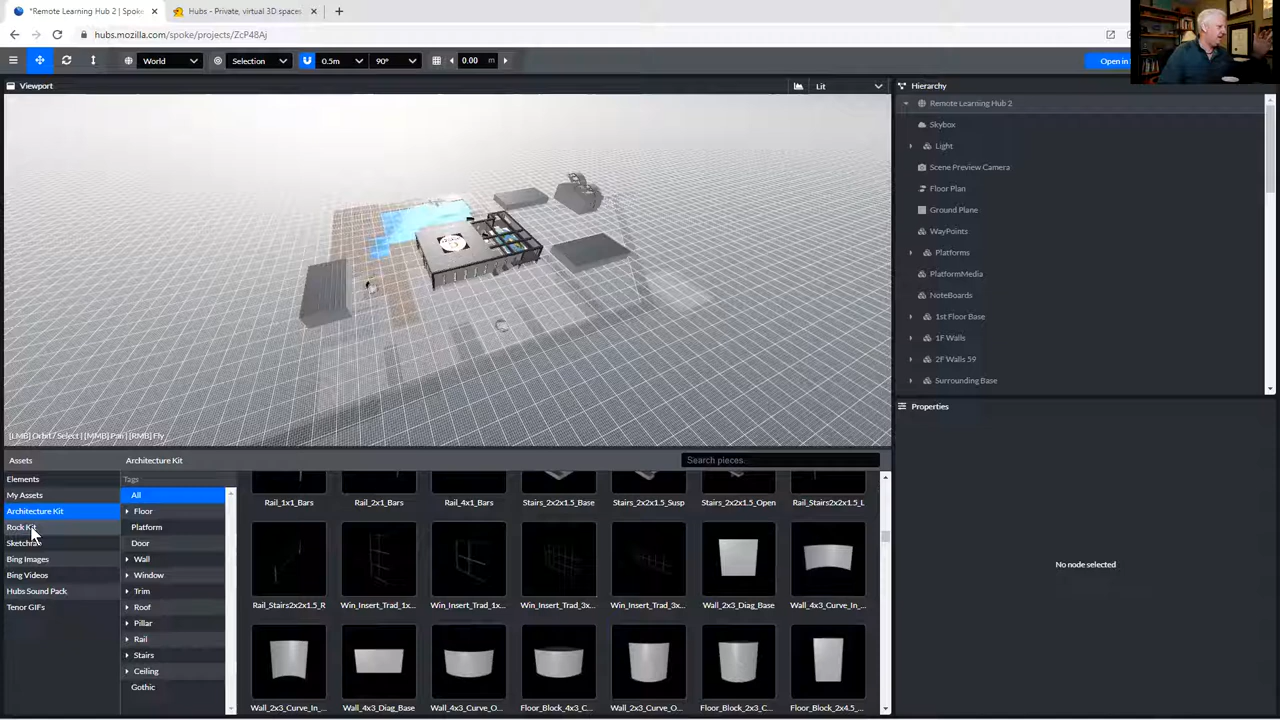 *Remote Learning Hub 2 | Spoke
Hubs - Private, virtual 3D spaces
hubs.mozilla.com/spoke/projects/ZcP48Aj
World
Selection
0.5m
90°
0.00 m
Open in
Viewport
Lit
[LMB] Orbit / Select | [MMB] Pan | [RMB] Fly
Hierarchy
Remote Learning Hub 2
Skybox
Light
Scene Preview Camera
Floor Plan
Ground Plane
WayPoints
Platforms
PlatformMedia
NoteBoards
1st Floor Base
1F Walls
2F Walls 59
Surrounding Base
Properties
No node selected
Assets
Elements
My Assets
Architecture Kit
Rock Kit
Bing Images
Bing Videos
Hubs Sound Pack
Tenor GIFs
Architecture Kit
Search pieces...
Tags
All
Floor
Platform
Door
Wall
Window
Trim
Roof
Pillar
Rail
Stairs
Ceiling
Gothic
Rail_1x1_Bars
Rail_2x1_Bars
Rail_4x1_Bars
Stairs_2x2x1.5_Base
Stairs_2x2x1.5_Susp
Stairs_2x2x1.5_Open
Rail_Stairs2x2x1.5_L
Rail_Stairs2x2x1.5_R
Win_Insert_Trad_1x...
Win_Insert_Trad_1x...
Win_Insert_Trad_3x...
Win_Insert_Trad_3x...
Wall_2x3_Diag_Base
Wall_4x3_Curve_In_...
Wall_2x3_Curve_In_...
Wall_4x3_Diag_Base
Wall_4x3_Curve_O...
Floor_Block_4x3_C...
Wall_2x3_Curve_O...
Floor_Block_2x3_C...
Floor_Block_2x4.5_...